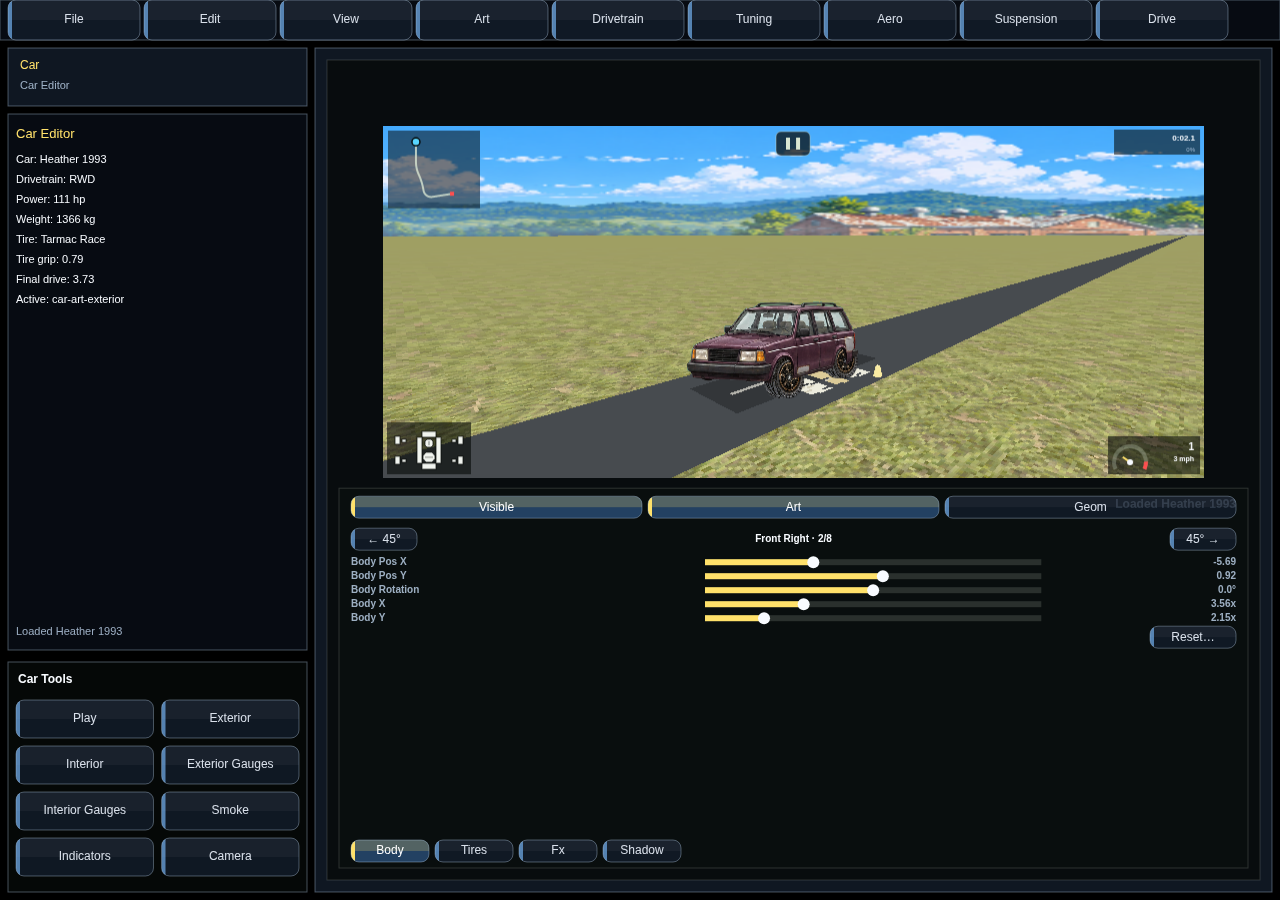 File
Edit
View
Art
Drivetrain
Tuning
Aero
Suspension
Drive
Car
Car Editor
Car Editor
Car: Heather 1993
Drivetrain: RWD
Power: 111 hp
Weight: 1366 kg
Tire: Tarmac Race
Tire grip: 0.79
Final drive: 3.73
Active: car-art-exterior
Loaded Heather 1993
Car Tools
Play
Exterior
Interior
Exterior Gauges
Interior Gauges
Smoke
Indicators
Camera
0:02.1
0%
1
3 mph
Visible
Art
Geom
Loaded Heather 1993
← 45°
Front Right · 2/8
45° →
Body Pos X -5.69
Body Pos Y 0.92
Body Rotation 0.0°
Body X 3.56x
Body Y 2.15x
Reset…
Body
Tires
Fx
Shadow